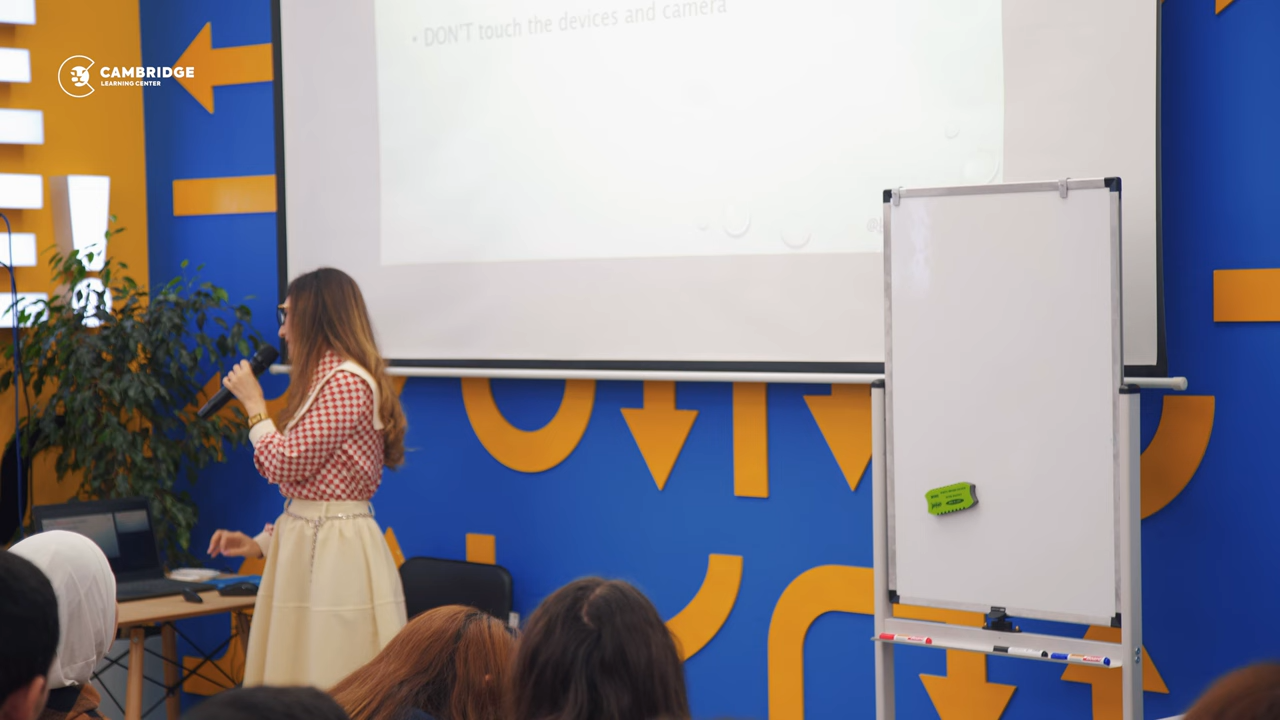 CAMBRIDGE
LEARNING CENTER
• DON'T touch the devices and camera